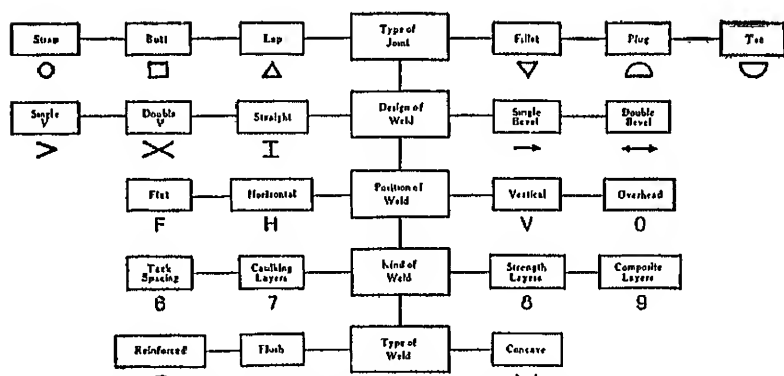 Strap
Butt
Lap
Type of
Joint
Fillet
Plug
Tee
Single
V
Double
V
Straight
Design of
Weld
Single
Bevel
Double
Bevel
Flat
Horizontal
Position of
Weld
Vertical
Overhead
F
H
V
O
Tack
Spacing
Caulking
Layers
Kind of
Weld
Strength
Layers
Composite
Layers
6
7
8
9
Reinforced
Flush
Type of
Weld
Concave